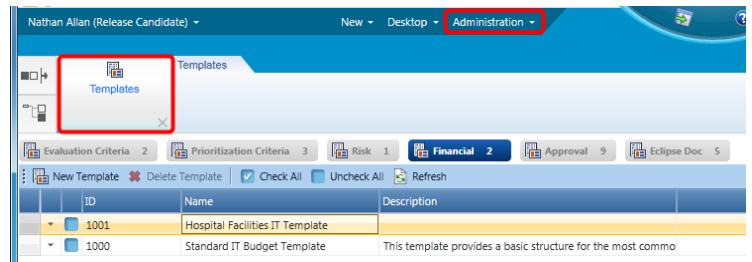 Nathan Allan (Release Candidate) New Desktop Administration
Templates
Templates
Evaluation Criteria 2 Prioritization Criteria 3 Risk 1 Financial 2 Approval 9 Eclipse Doc 5
New Template Delete Template Check All Uncheck All Refresh
ID Name Description
1001 Hospital Facilities IT Template
1000 Standard IT Budget Template This template provides a basic structure for the most commo